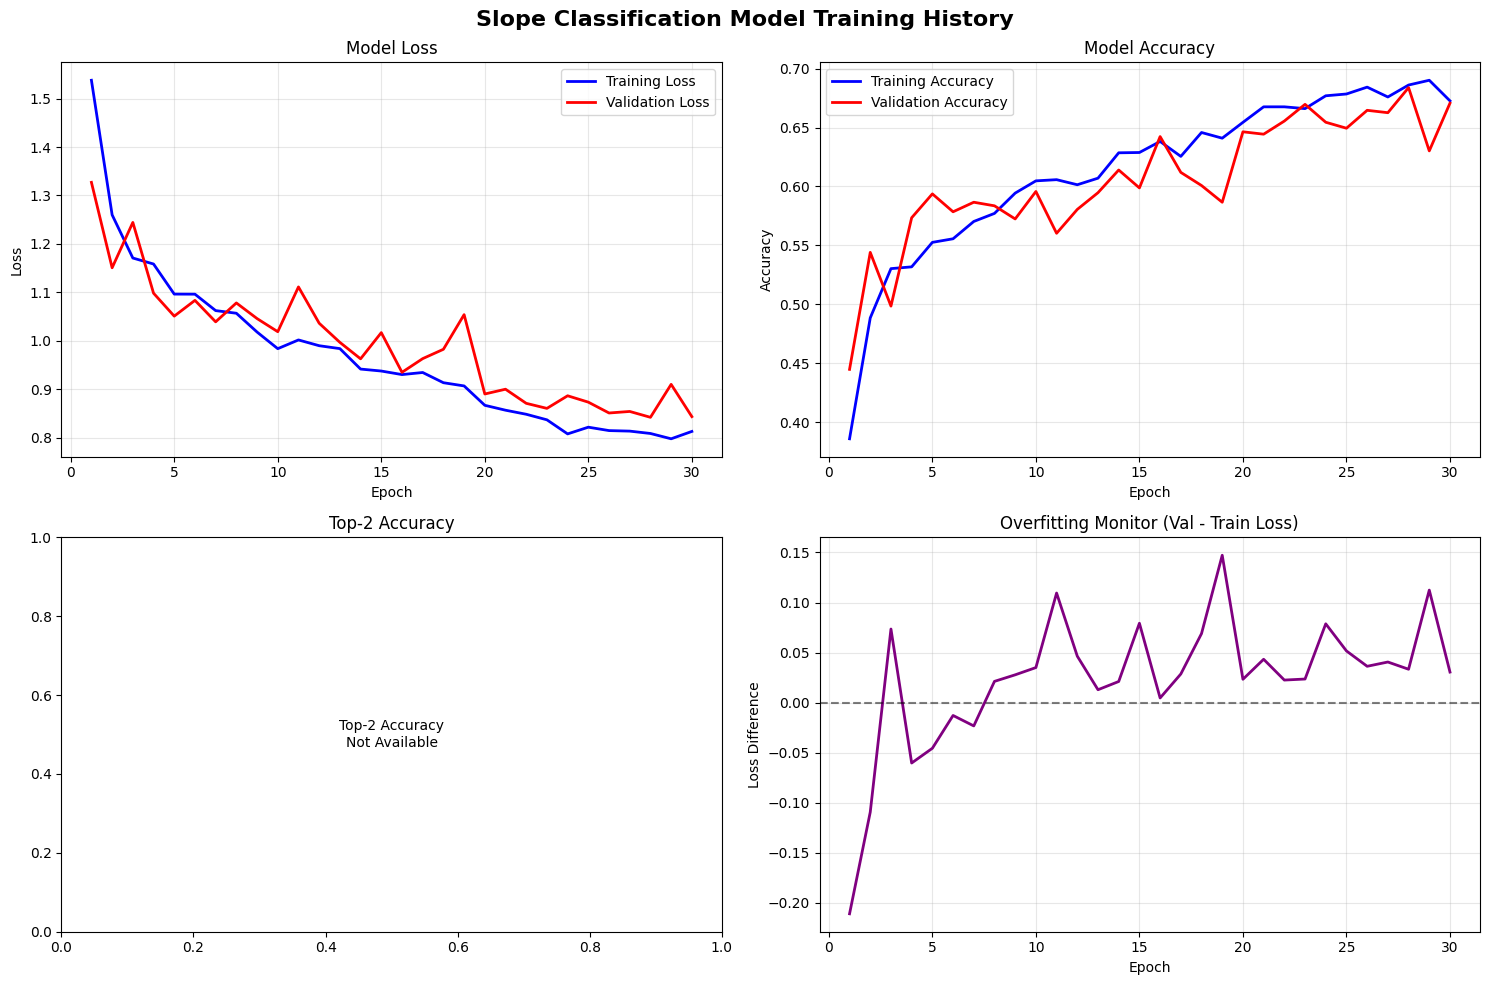 Slope Classification Model Training History
Model Loss
Training Loss
Validation Loss
Loss
1.5
1.4
1.3
1.2
1.1
1.0
0.9
0.8
0 5 10 15 20 25 30
Epoch
Model Accuracy
Training Accuracy
Validation Accuracy
Accuracy
0.70
0.65
0.60
0.55
0.50
0.45
0.40
0 5 10 15 20 25 30
Epoch
Top-2 Accuracy
1.0
0.8
0.6
0.4
0.2
0.0
Top-2 Accuracy
Not Available
0.0 0.2 0.4 0.6 0.8 1.0
Overfitting Monitor (Val - Train Loss)
Loss Difference
0.15
0.10
0.05
0.00
−0.05
−0.10
−0.15
−0.20
0 5 10 15 20 25 30
Epoch